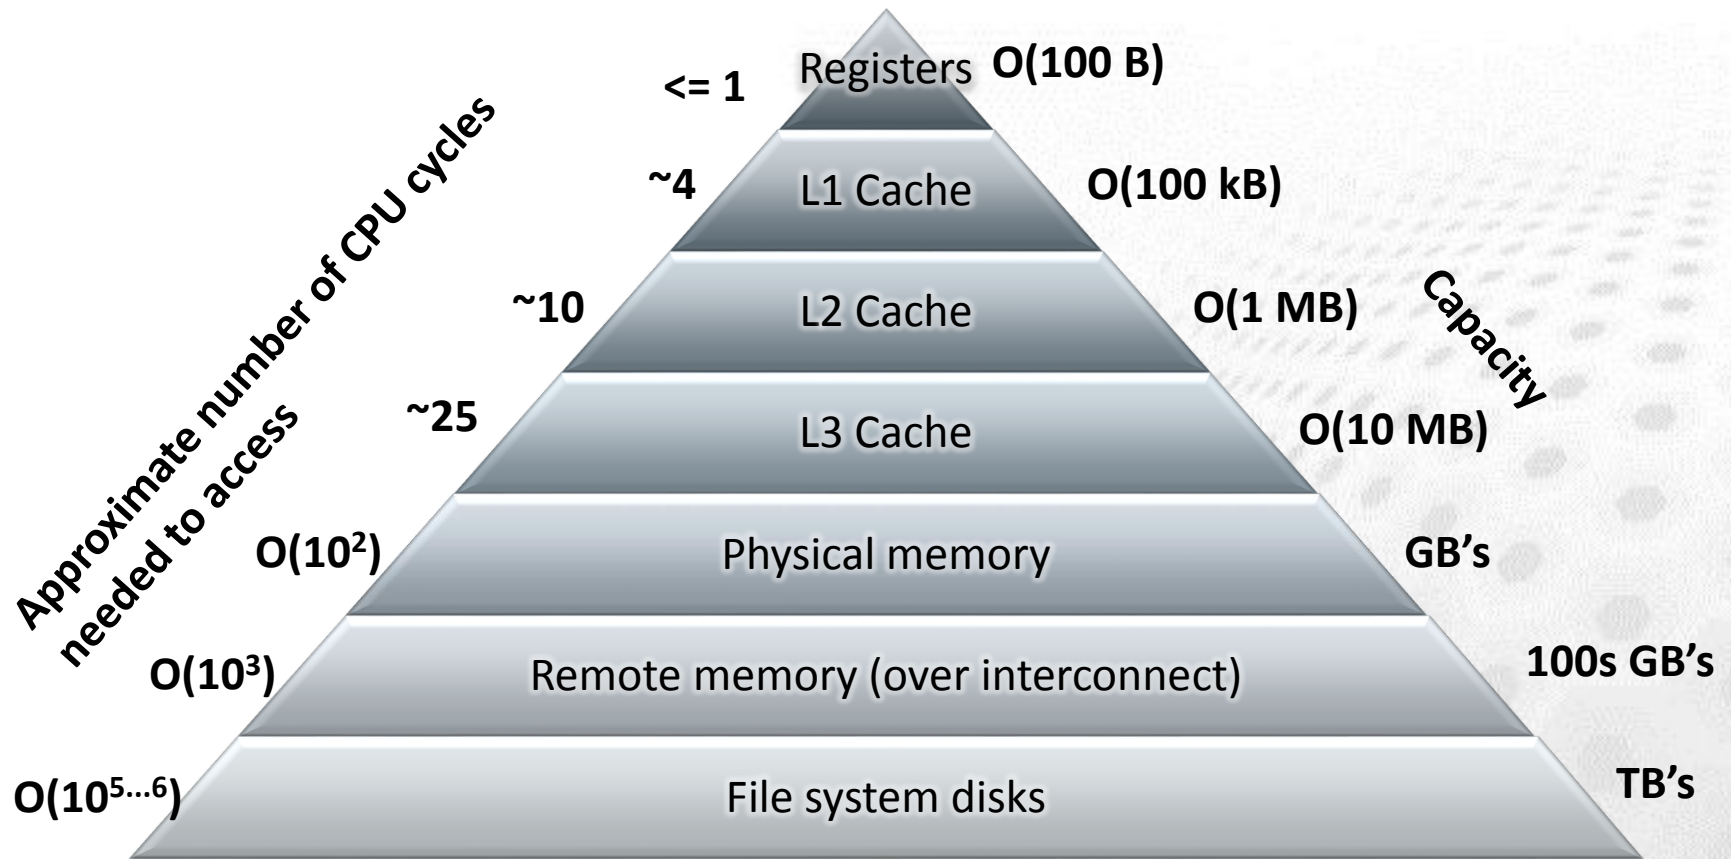 Registers
O(100 B)
<= 1
~4
L1 Cache
O(100 kB)
~10
L2 Cache
O(1 MB)
~25
L3 Cache
O(10 MB)
O(10²)
Physical memory
GB’s
O(10³)
Remote memory (over interconnect)
100s GB’s
O(10⁵˙˙˙⁶)
File system disks
TB’s
Approximate number of CPU cycles
needed to access
Capacity